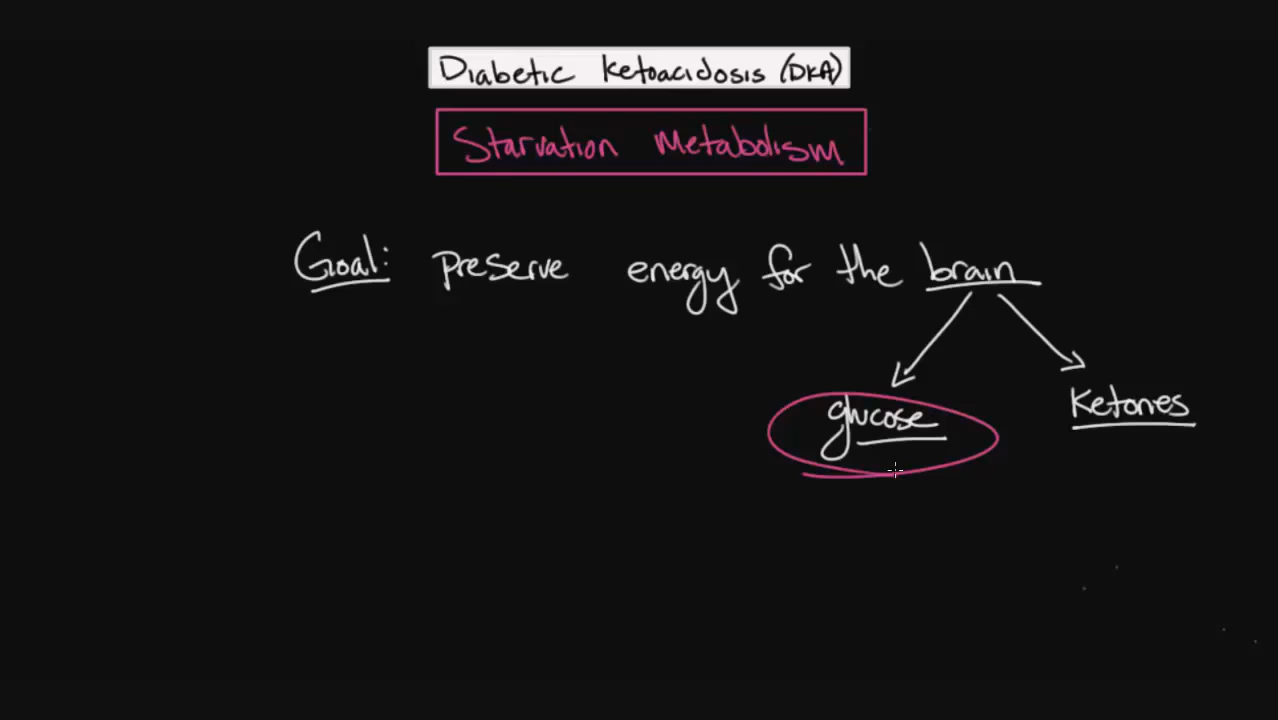 Diabetic Ketoacidosis (DKA)
Starvation Metabolism
Goal: preserve energy for the brain
glucose
Ketones